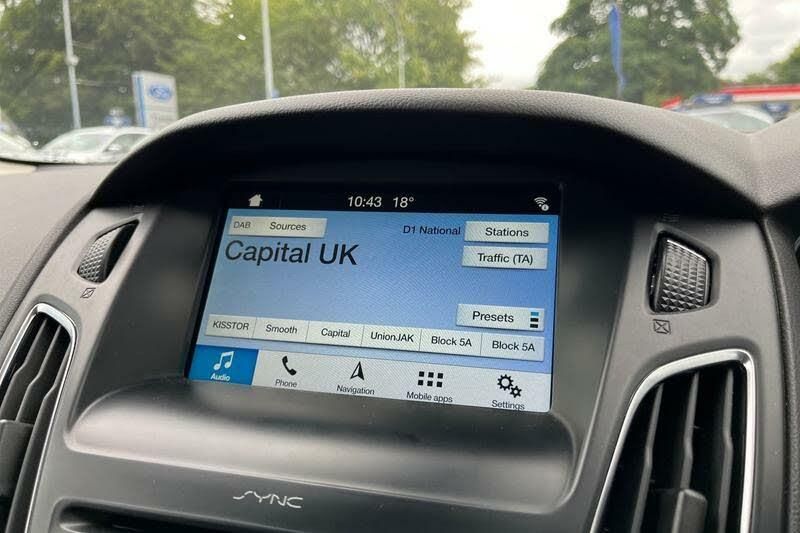 Ford
10:43 18°
DAB Sources
D1 National Stations
Capital UK
Traffic (TA)
Presets
KISSTOR Smooth Capital UnionJAK Block 5A Block 5A
Audio Phone Navigation Mobile apps Settings
SYNC